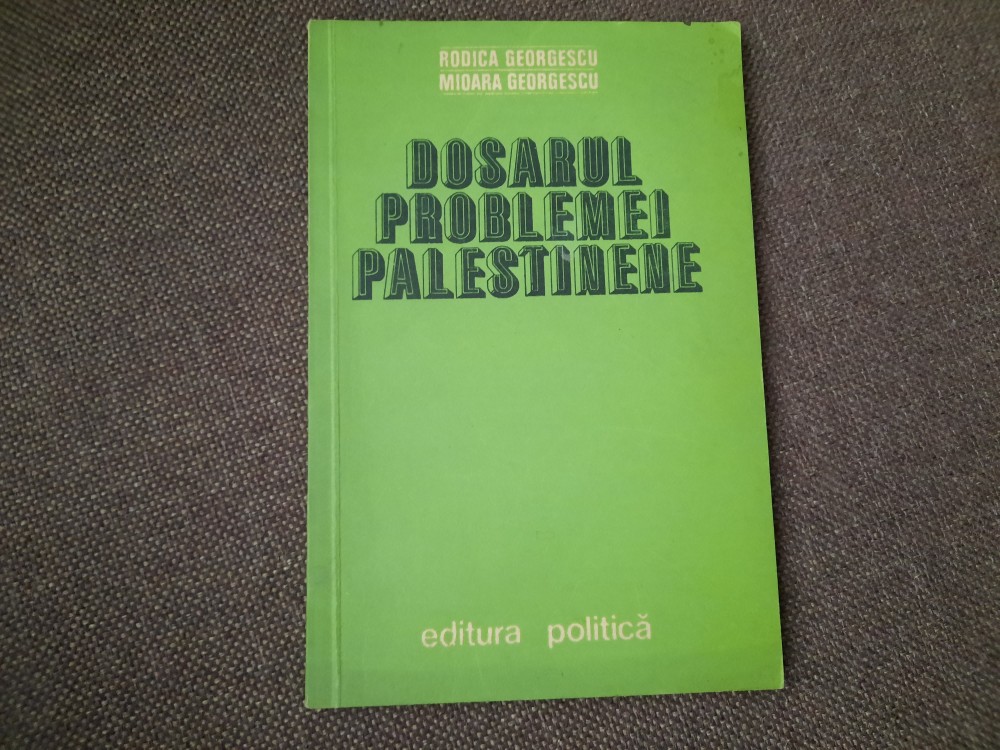 RODICA GEORGESCU
MIOARA GEORGESCU
DOSARUL
PROBLEMEI
PALESTINENE
editura politică